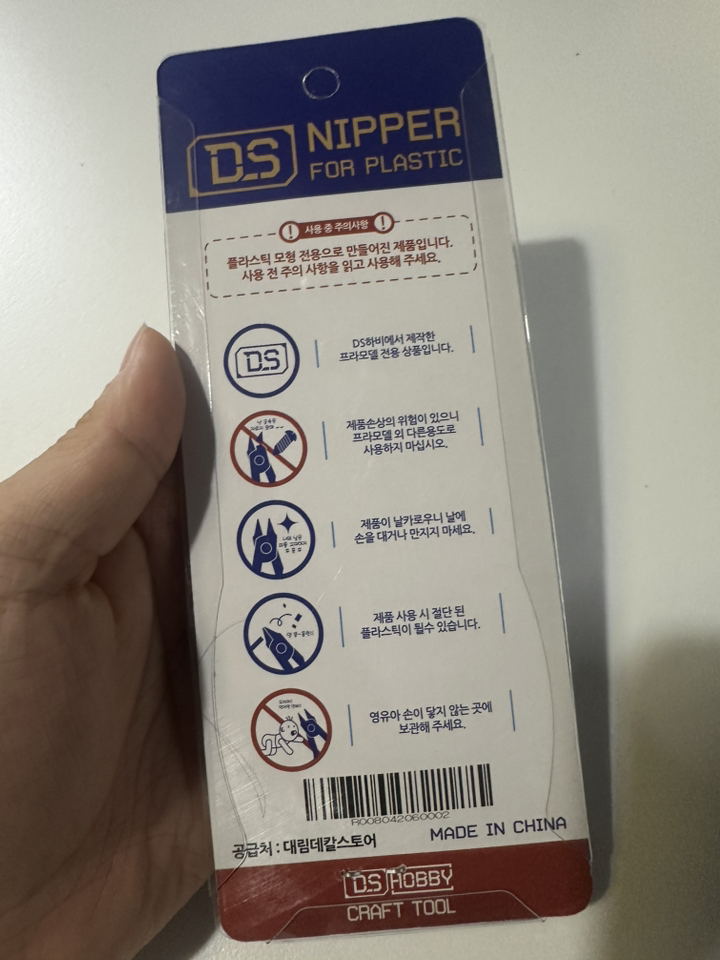 DS NIPPER
FOR PLASTIC
! 사용 중 주의사항 !
플라스틱 모형 전용으로 만들어진 제품입니다.
사용 전 주의 사항을 읽고 사용해 주세요.
DS
DS하비에서 제작한
프라모델 전용 상품입니다.
제품손상의 위험이 있으니
프라모델 외 다른용도로
사용하지 마십시오.
제품이 날카로우니 날에
손을 대거나 만지지 마세요.
제품 사용 시 절단 된
플라스틱이 튈수 있습니다.
영유아 손이 닿지 않는 곳에
보관해 주세요.
R008042060002
MADE IN CHINA
공급처 : 대림데칼스토어
DS HOBBY
CRAFT TOOL